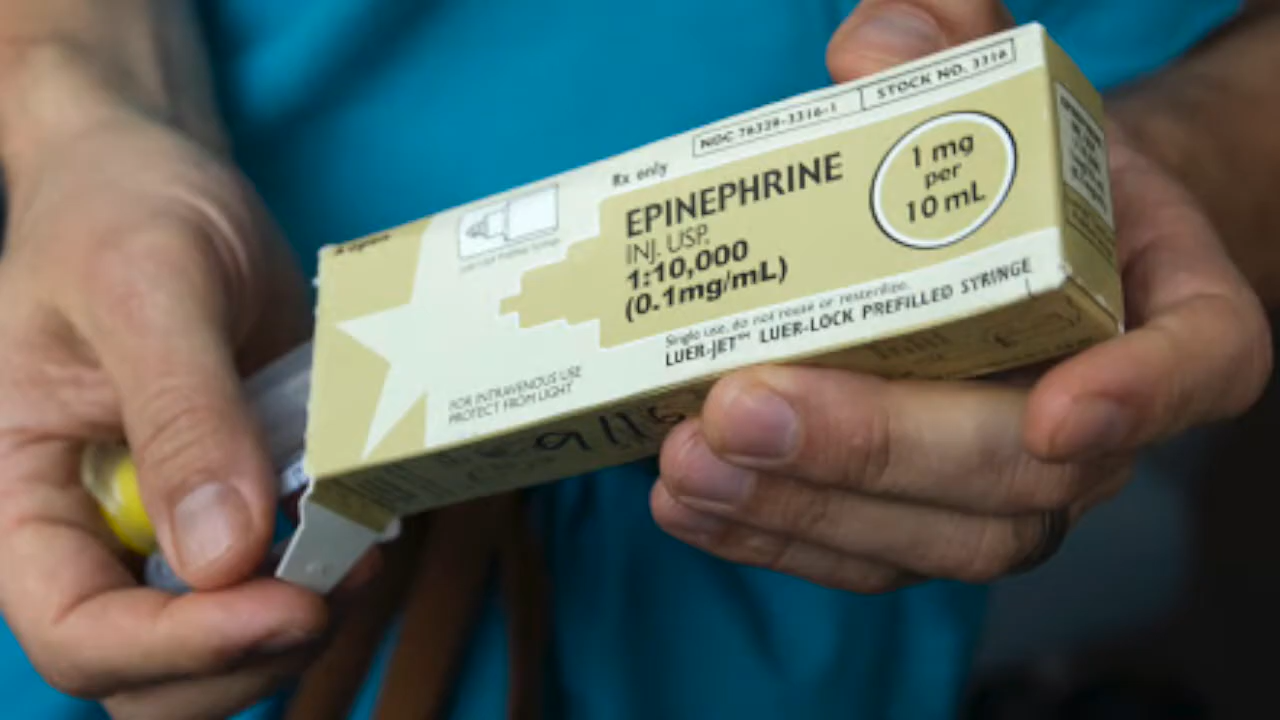 NDC 76329-3316-1 STOCK NO. 3316
Rx only
EPINEPHRINE
INJ. USP.
1:10,000
(0.1mg/mL)
1 mg
per
10 mL
Single use, do not reuse or resterilize.
LUER-JET™ LUER-LOCK PREFILLED SYRINGE
FOR INTRAVENOUS USE
PROTECT FROM LIGHT